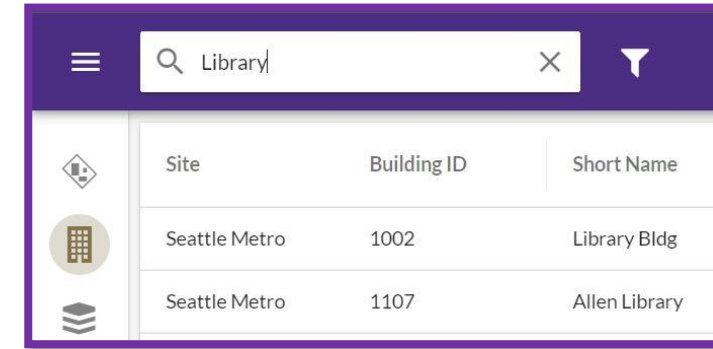 Library
Site Building ID Short Name
Seattle Metro 1002 Library Bldg
Seattle Metro 1107 Allen Library